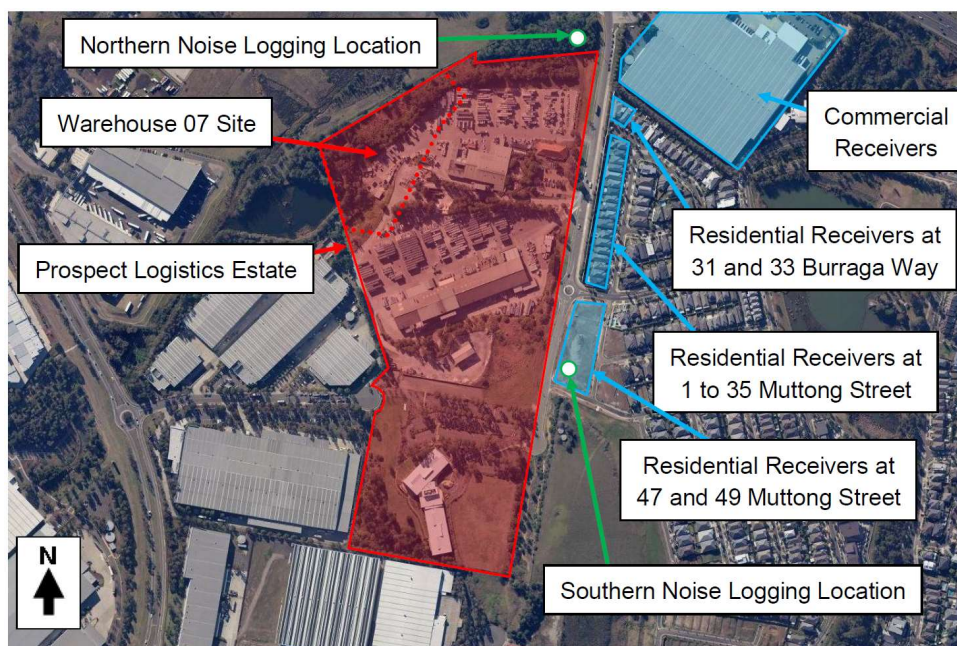 Northern Noise Logging Location
Warehouse 07 Site
Commercial
Receivers
Residential Receivers at
31 and 33 Burraga Way
Prospect Logistics Estate
Residential Receivers at
1 to 35 Muttong Street
Residential Receivers at
47 and 49 Muttong Street
N
Southern Noise Logging Location